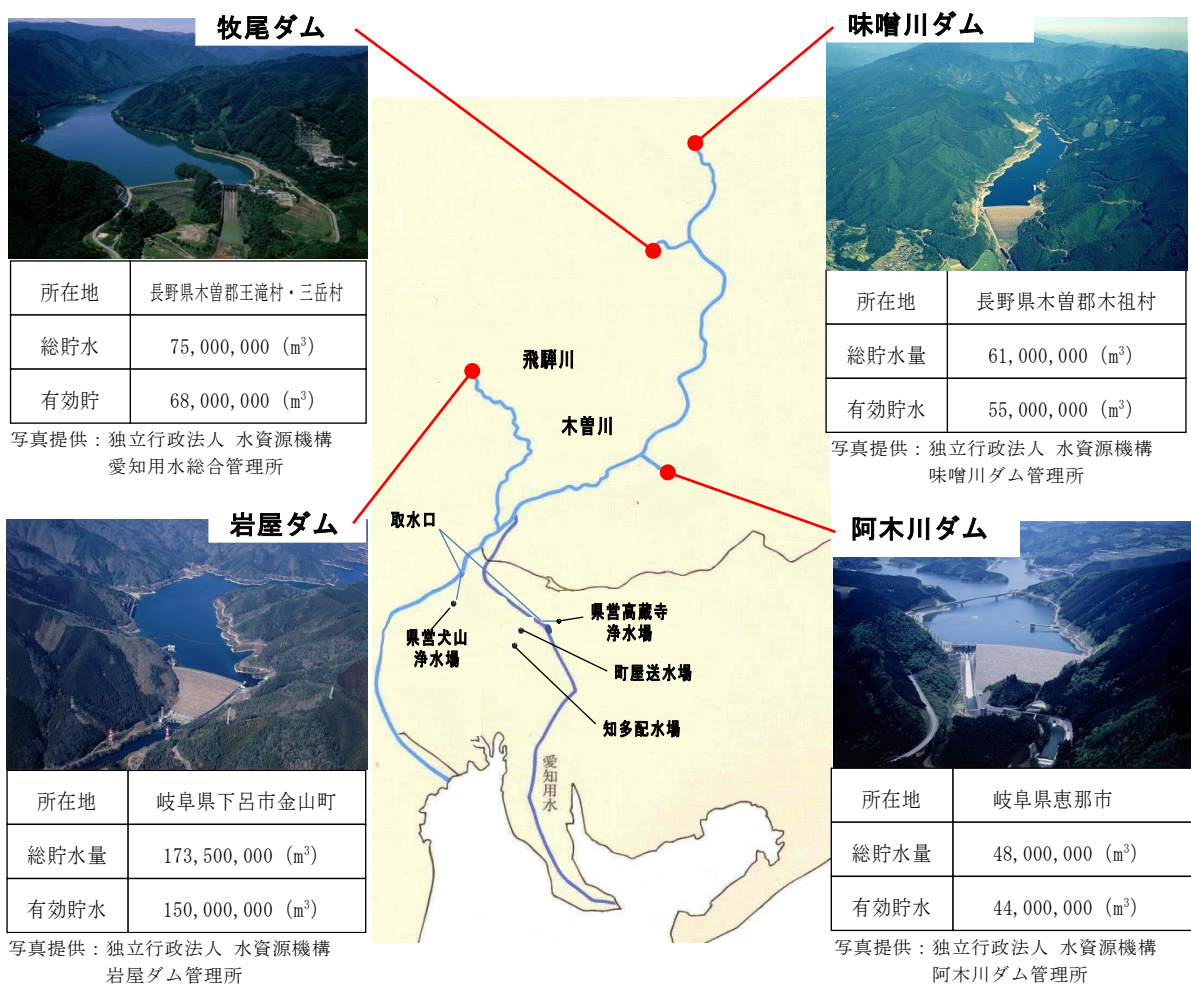 牧尾ダム
所在地 長野県木曽郡王滝村・三岳村
総貯水 75,000,000 (m³)
有効貯 68,000,000 (m³)
写真提供：独立行政法人 水資源機構
愛知用水総合管理所
味噌川ダム
所在地 長野県木曽郡木祖村
総貯水量 61,000,000 (m³)
有効貯水 55,000,000 (m³)
写真提供：独立行政法人 水資源機構
味噌川ダム管理所
飛騨川
木曽川
取水口
県営犬山
浄水場
県営高蔵寺
浄水場
町屋送水場
知多配水場
愛知用水
岩屋ダム
所在地 岐阜県下呂市金山町
総貯水量 173,500,000 (m³)
有効貯水 150,000,000 (m³)
写真提供：独立行政法人 水資源機構
岩屋ダム管理所
阿木川ダム
所在地 岐阜県恵那市
総貯水量 48,000,000 (m³)
有効貯水 44,000,000 (m³)
写真提供：独立行政法人 水資源機構
阿木川ダム管理所